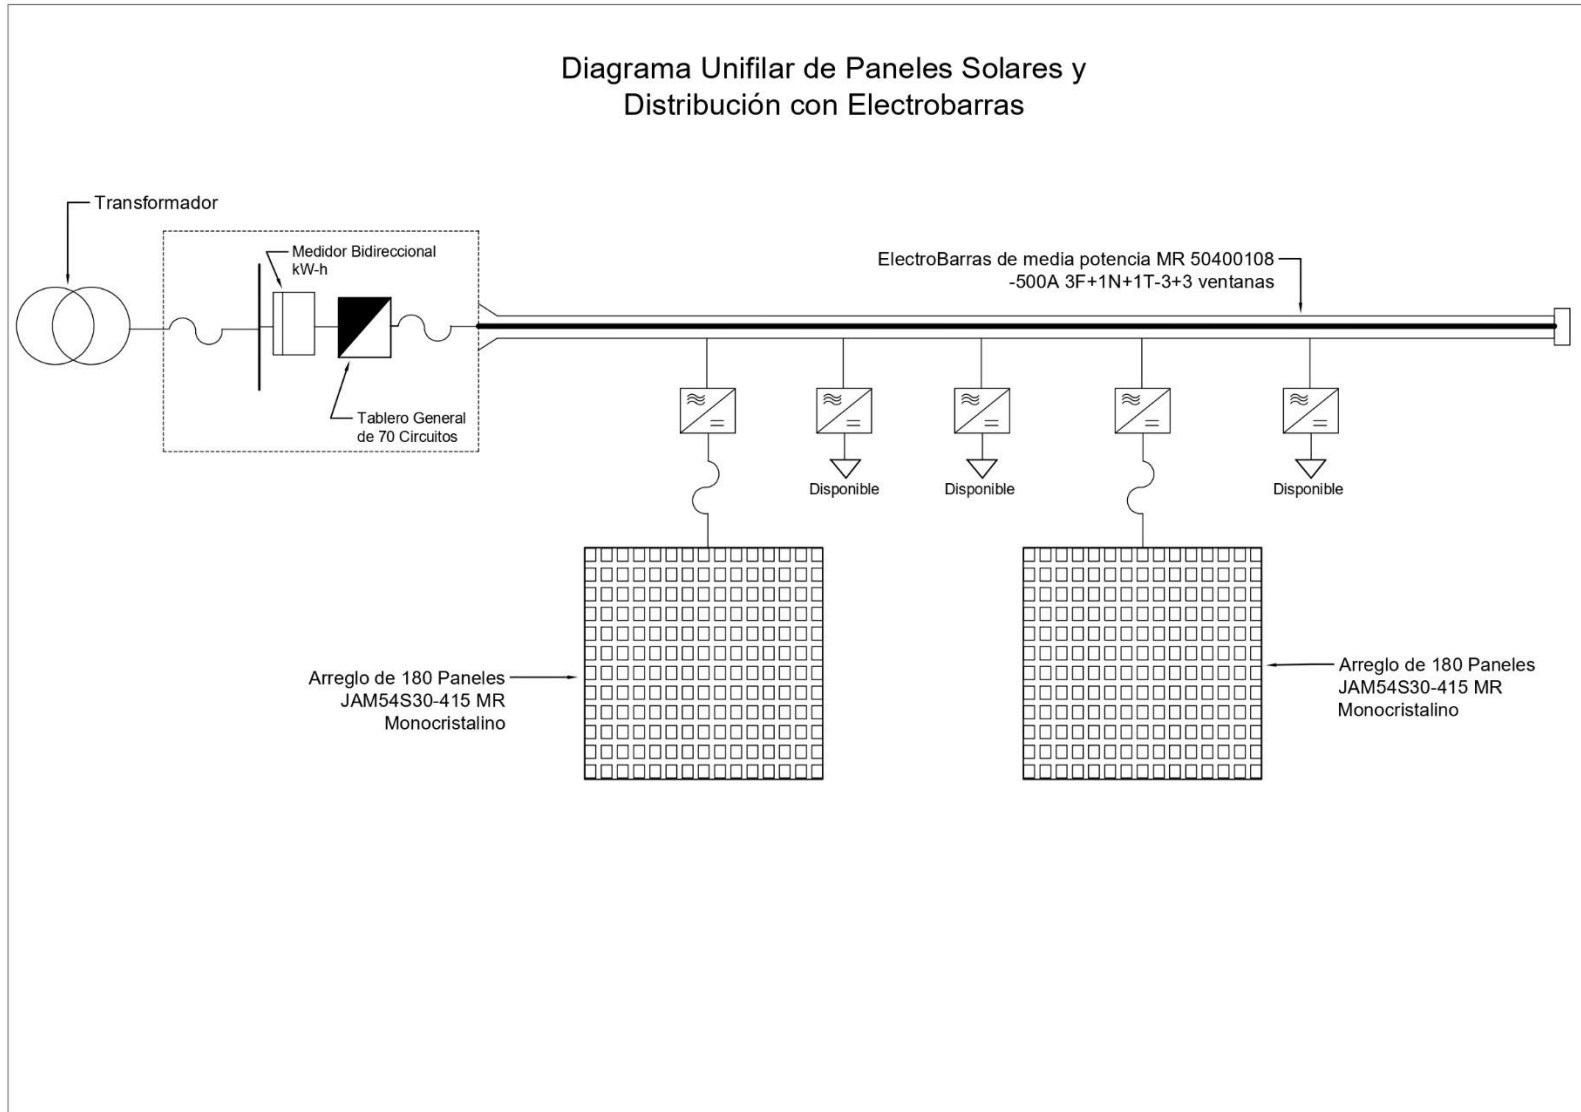 Diagrama Unifilar de Paneles Solares y
Distribución con Electrobarras
Transformador
Medidor Bidireccional
kW-h
ElectroBarras de media potencia MR 50400108
-500A 3F+1N+1T-3+3 ventanas
Tablero General
de 70 Circuitos
Disponible
Disponible
Disponible
Arreglo de 180 Paneles
JAM54S30-415 MR
Monocristalino
Arreglo de 180 Paneles
JAM54S30-415 MR
Monocristalino